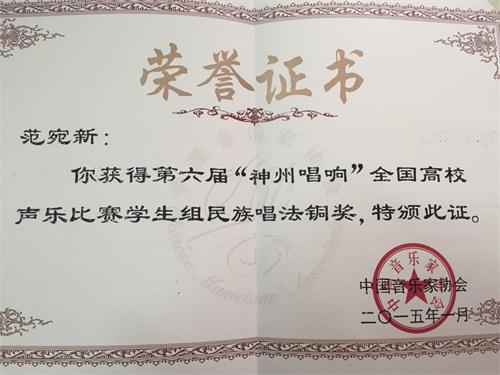 荣誉证书
范宛新：
你获得第六届“神州唱响”全国高校
声乐比赛学生组民族唱法铜奖，特颁此证。
中国音乐家协会
二〇一五年一月